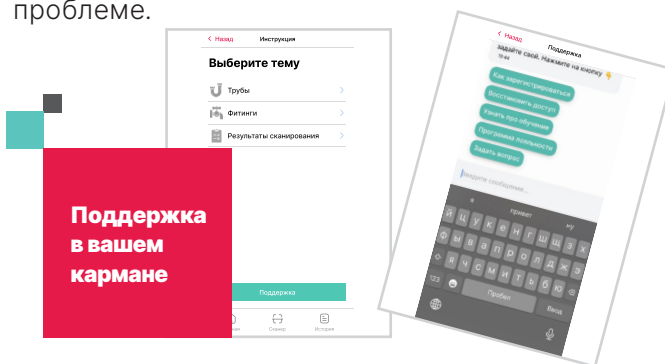 проблеме.
Назад
Инструкция
Выберите тему
Трубы
Фитинги
Результаты сканирования
Поддержка
Сканер
История
Поддержка
в вашем
кармане
Назад
Поддержка
задайте свой. Нажмите на кнопку 👇
Как зарегистрироваться
Восстановить доступ
Узнать про обучение
Программа лояльности
Задать вопрос
Введите сообщение...
я привет ну
й ц у к е н г ш щ з х
ф ы в а п р о л д ж э
я ч с м и т ь б ю
123 Пробел Ввод